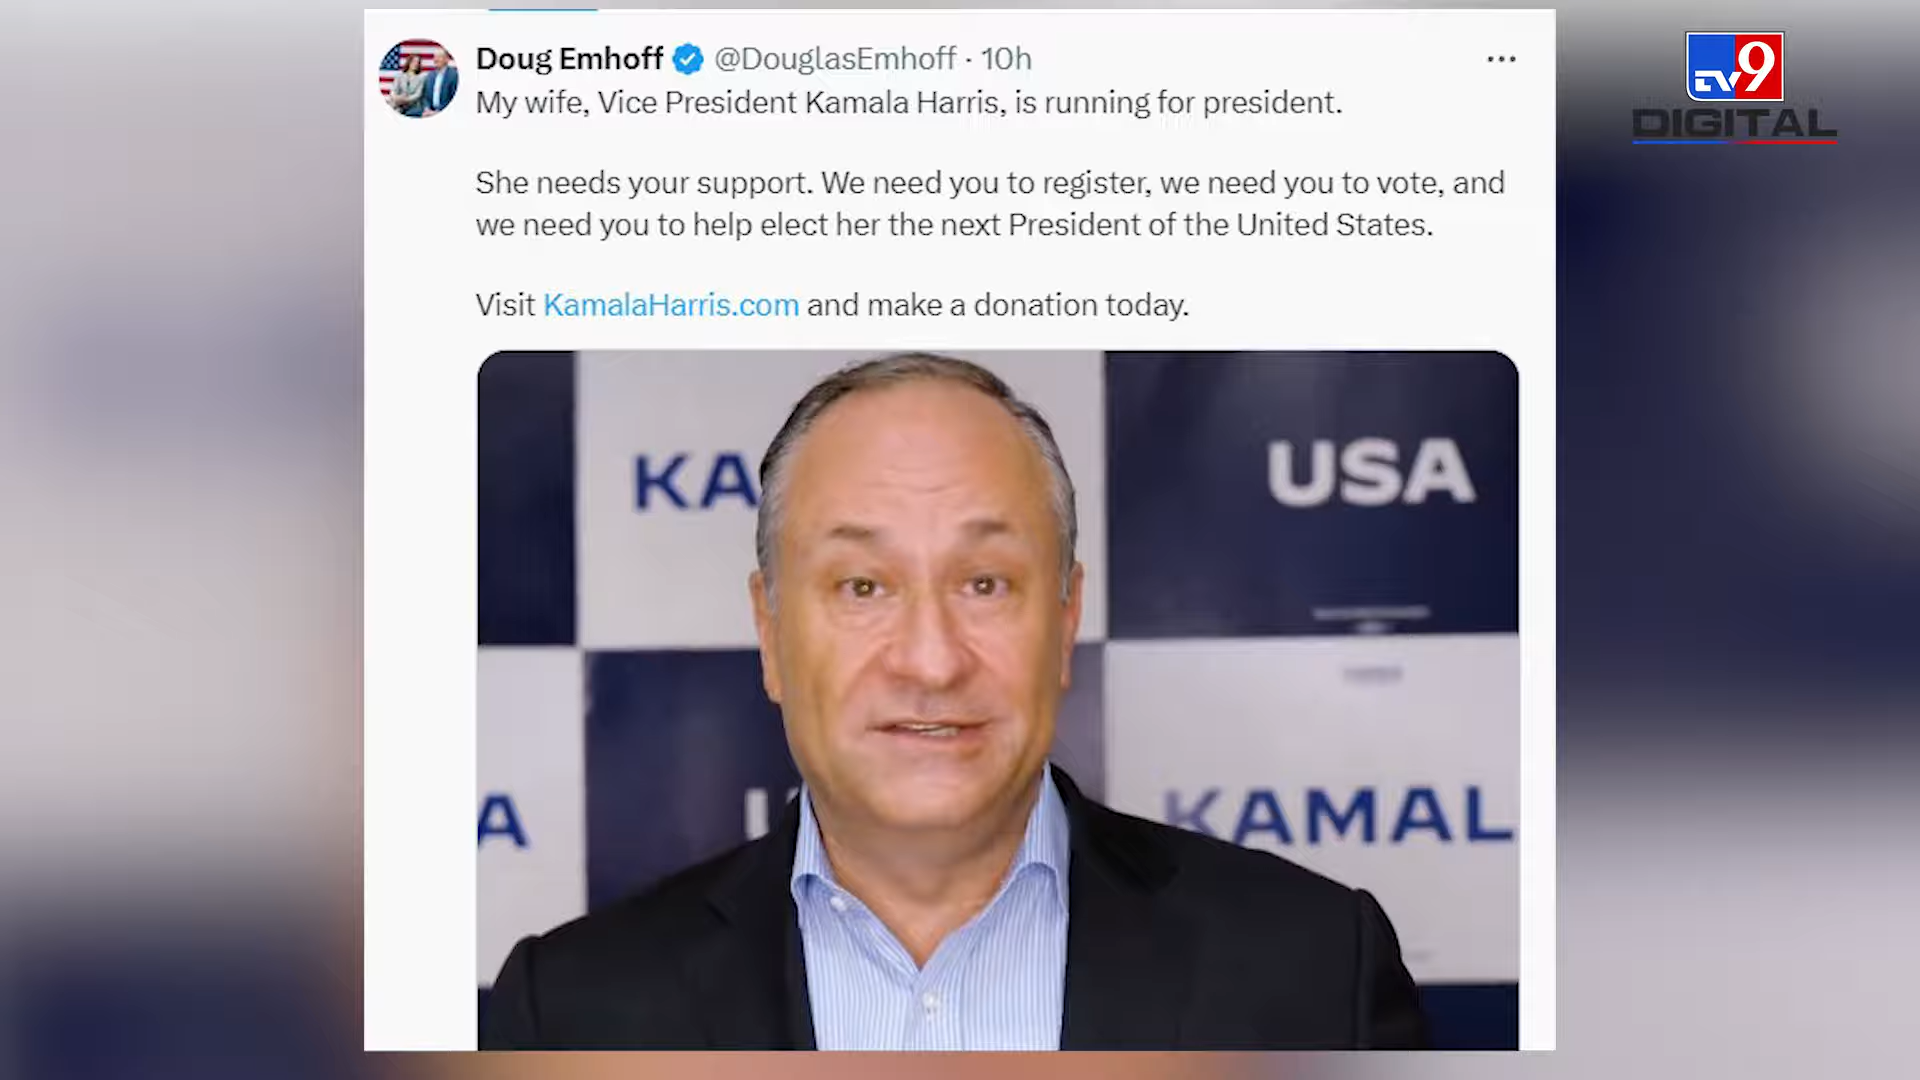 Doug Emhoff @DouglasEmhoff · 10h
My wife, Vice President Kamala Harris, is running for president.
She needs your support. We need you to register, we need you to vote, and
we need you to help elect her the next President of the United States.
Visit KamalaHarris.com and make a donation today.
TV9
DIGITAL
KA
USA
A
U
KAMAL